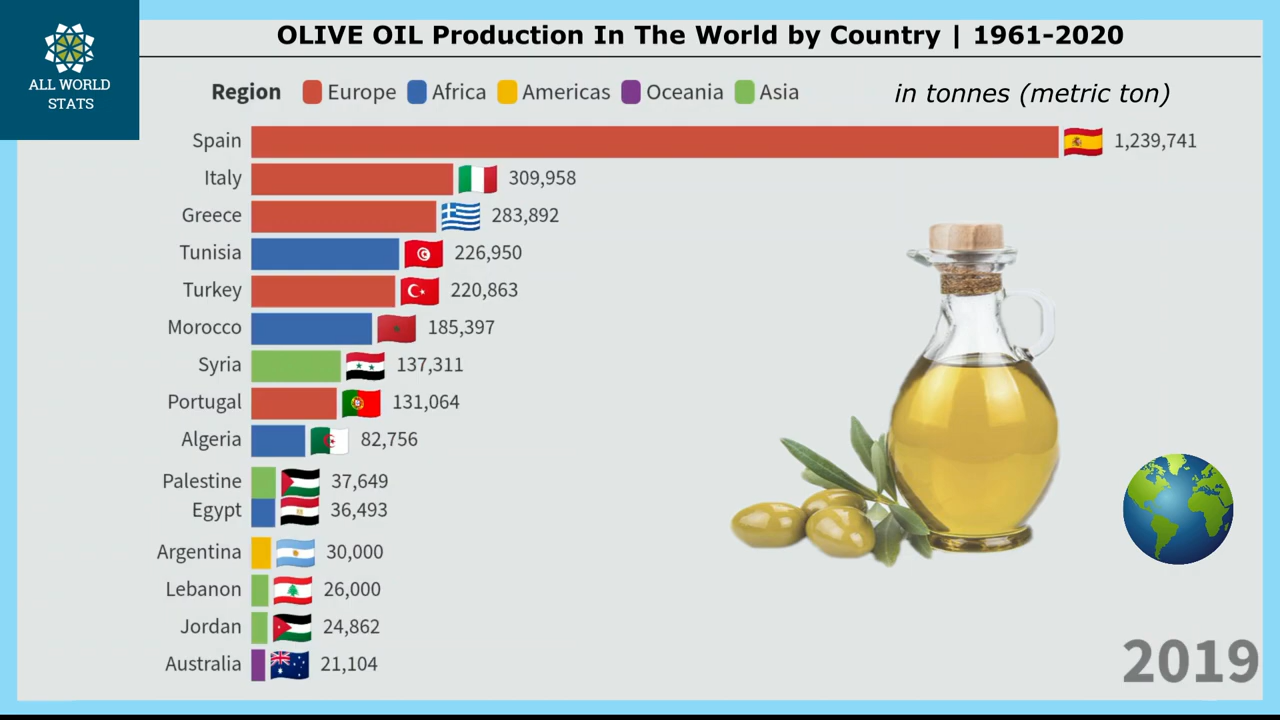 ALL WORLD
STATS
OLIVE OIL Production In The World by Country | 1961-2020
Region Europe Africa Americas Oceania Asia
in tonnes (metric ton)
Spain 1,239,741
Italy 309,958
Greece 283,892
Tunisia 226,950
Turkey 220,863
Morocco 185,397
Syria 137,311
Portugal 131,064
Algeria 82,756
Palestine 37,649
Egypt 36,493
Argentina 30,000
Lebanon 26,000
Jordan 24,862
Australia 21,104
2019